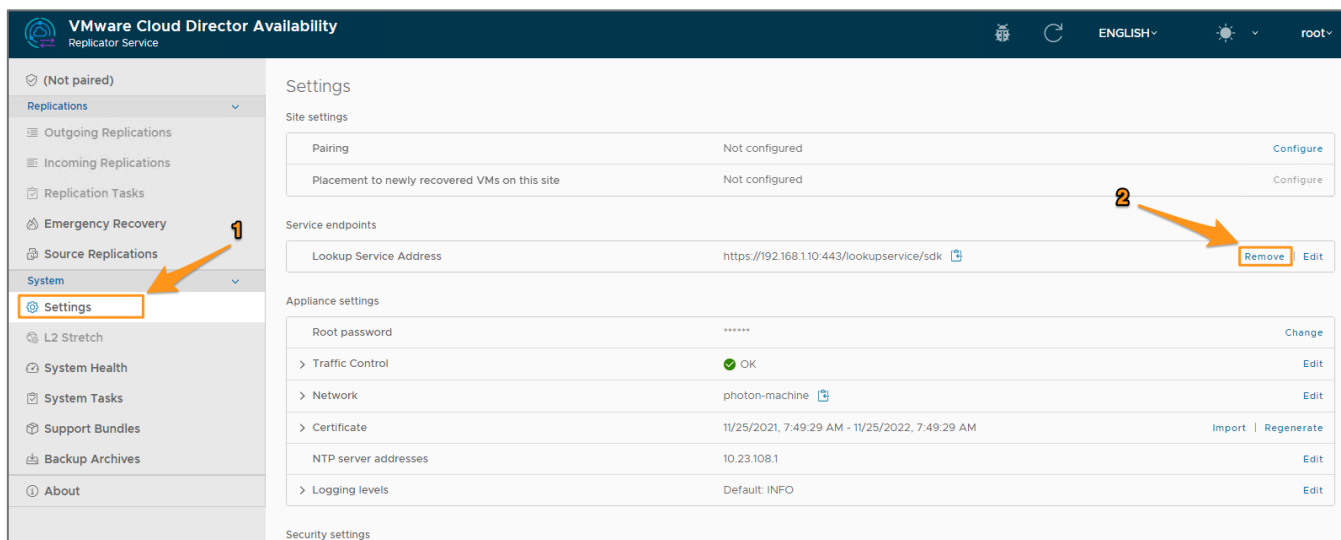 VMware Cloud Director Availability
Replicator Service
ENGLISH
root
(Not paired)
Replications
Outgoing Replications
Incoming Replications
Replication Tasks
Emergency Recovery
Source Replications
System
Settings
L2 Stretch
System Health
System Tasks
Support Bundles
Backup Archives
About
1
Settings
Site settings
Pairing Not configured Configure
Placement to newly recovered VMs on this site Not configured Configure
2
Service endpoints
Lookup Service Address https://192.168.1.10:443/lookupservice/sdk Remove | Edit
Appliance settings
Root password ****** Change
Traffic Control OK Edit
Network photon-machine Edit
Certificate 11/25/2021, 7:49:29 AM - 11/25/2022, 7:49:29 AM Import | Regenerate
NTP server addresses 10.23.108.1 Edit
Logging levels Default: INFO Edit
Security settings